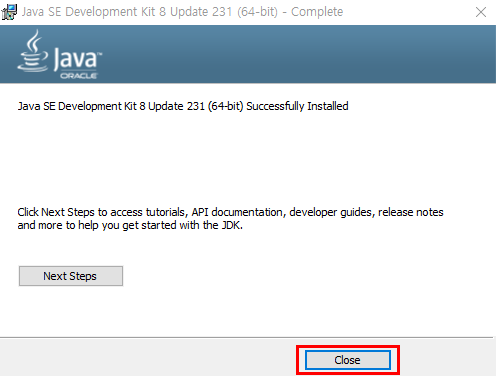 Java SE Development Kit 8 Update 231 (64-bit) - Complete
Java™
ORACLE
Java SE Development Kit 8 Update 231 (64-bit) Successfully Installed
Click Next Steps to access tutorials, API documentation, developer guides, release notes
and more to help you get started with the JDK.
Next Steps
Close